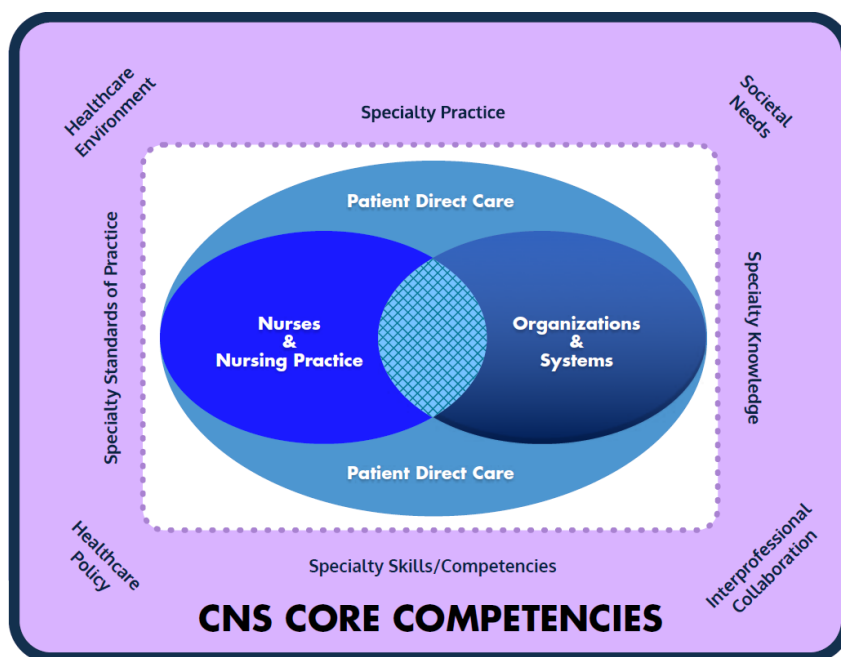 Healthcare
Environment
Specialty Practice
Societal
Needs
Patient Direct Care
Specialty Standards of Practice
Nurses
&
Nursing Practice
Organizations
&
Systems
Specialty Knowledge
Patient Direct Care
Healthcare
Policy
Specialty Skills/Competencies
Interprofessional
Collaboration
CNS CORE COMPETENCIES